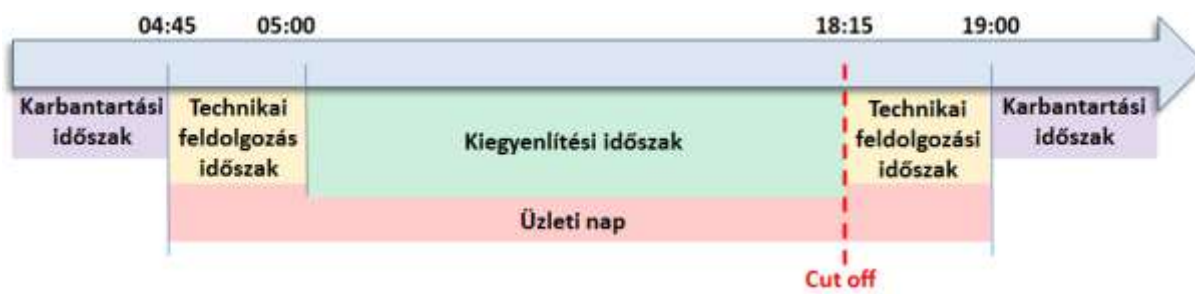 04:45 05:00 18:15 19:00
Karbantartási
időszak
Technikai
feldolgozás
időszak
Kiegyenlítési időszak
Technikai
feldolgozási
időszak
Karbantartási
időszak
Üzleti nap
Cut off